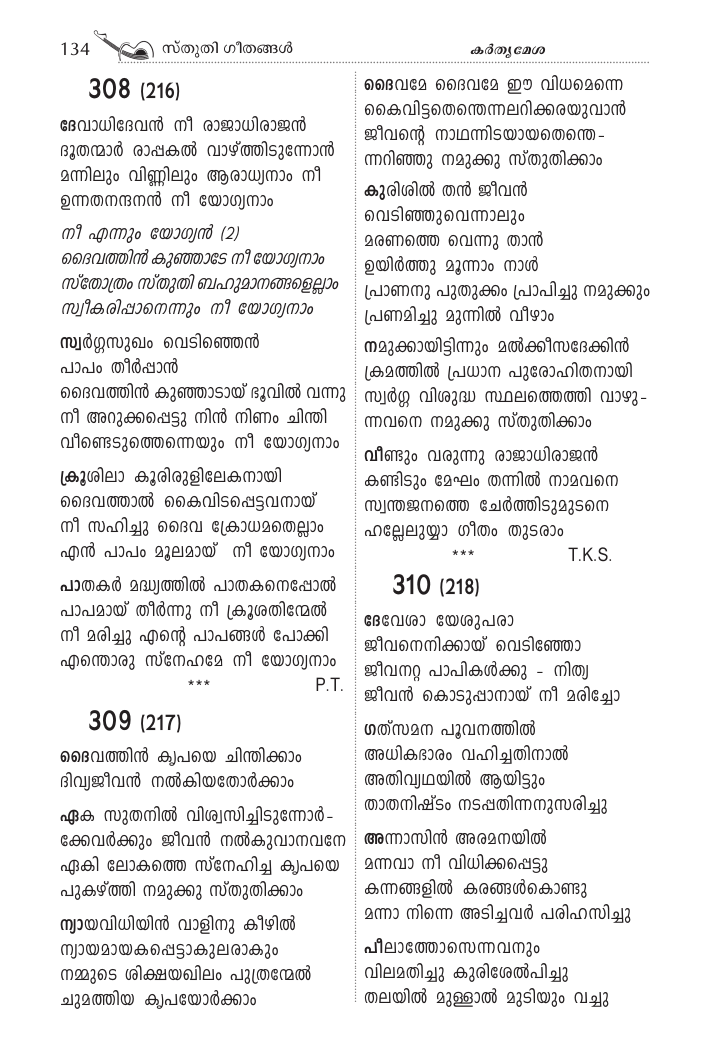 134 സ്തുതി ഗീതങ്ങൾ കർതൃമേശ
308 (216)
ദേവാധിദേവൻ നീ രാജാധിരാജൻ
ദൂതന്മാർ രാപ്പകൽ വാഴ്ത്തിടുന്നോൻ
മന്നിലും വിണ്ണിലും ആരാധ്യനാം നീ
ഉന്നതനന്ദനൻ നീ യോഗ്യനാം
നീ എന്നും യോഗ്യൻ (2)
ദൈവത്തിൻ കുഞ്ഞാടേ നീ യോഗ്യനാം
സ്തോത്രം സ്തുതി ബഹുമാനങ്ങളെല്ലാം
സ്വീകരിപ്പാനെന്നും നീ യോഗ്യനാം
സ്വർഗ്ഗസുഖം വെടിഞ്ഞെൻ
പാപം തീർപ്പാൻ
ദൈവത്തിൻ കുഞ്ഞാടായ് ഭൂവിൽ വന്നു
നീ അറുക്കപ്പെട്ടു നിൻ നിണം ചിന്തി
വീണ്ടെടുത്തെന്നെയും നീ യോഗ്യനാം
ക്രൂശിലാ കൂരിരുളിലേകനായി
ദൈവത്താൽ കൈവിടപ്പെട്ടവനായ്
നീ സഹിച്ചു ദൈവ ക്രോധമതെല്ലാം
എൻ പാപം മൂലമായ് നീ യോഗ്യനാം
പാതകർ മദ്ധ്യത്തിൽ പാതകനെപ്പോൽ
പാപമായ് തീർന്നു നീ ക്രൂശതിന്മേൽ
നീ മരിച്ചു എന്റെ പാപങ്ങൾ പോക്കി
എന്തൊരു സ്നേഹമേ നീ യോഗ്യനാം
*** P.T.
309 (217)
ദൈവത്തിൻ കൃപയെ ചിന്തിക്കാം
ദിവ്യജീവൻ നൽകിയതോർക്കാം
ഏക സുതനിൽ വിശ്വസിച്ചിടുന്നോർ-
ക്കേവർക്കും ജീവൻ നൽകുവാനവനേ
ഏകി ലോകത്തെ സ്നേഹിച്ച കൃപയെ
പുകഴ്ത്തി നമുക്കു സ്തുതിക്കാം
ന്യായവിധിയിൻ വാളിനു കീഴിൽ
ന്യായമായകപ്പെട്ടാകുലരാകും
നമ്മുടെ ശിക്ഷയഖിലം പുത്രന്മേൽ
ചുമത്തിയ കൃപയോർക്കാം
ദൈവമേ ദൈവമേ ഈ വിധമെന്നെ
കൈവിട്ടതെന്തെന്നലറിക്കരയുവാൻ
ജീവന്റെ നാഥന്നിടയായതെന്തെ-
ന്നറിഞ്ഞു നമുക്കു സ്തുതിക്കാം
കുരിശിൽ തൻ ജീവൻ
വെടിഞ്ഞുവെന്നാലും
മരണത്തെ വെന്നു താൻ
ഉയിർത്തു മൂന്നാം നാൾ
പ്രാണനു പുതുക്കം പ്രാപിച്ചു നമുക്കും
പ്രണമിച്ചു മുന്നിൽ വീഴാം
നമുക്കായിട്ടിന്നും മൽക്കീസദേക്കിൻ
ക്രമത്തിൽ പ്രധാന പുരോഹിതനായി
സ്വർഗ്ഗ വിശുദ്ധ സ്ഥലത്തെത്തി വാഴു-
ന്നവനെ നമുക്കു സ്തുതിക്കാം
വീണ്ടും വരുന്നു രാജാധിരാജൻ
കണ്ടിടും മേഘം തന്നിൽ നാമവനെ
സ്വന്തജനത്തെ ചേർത്തിടുമുടനെ
ഹല്ലേലുയ്യാ ഗീതം തുടരാം
*** T.K.S.
310 (218)
ദേവേശാ യേശുപരാ
ജീവനെനിക്കായ് വെടിഞ്ഞോ
ജീവനറ്റ പാപികൾക്കു - നിത്യ
ജീവൻ കൊടുപ്പാനായ് നീ മരിച്ചോ
ഗത്സമന പൂവനത്തിൽ
അധികഭാരം വഹിച്ചതിനാൽ
അതിവ്യഥയിൽ ആയിട്ടും
താതനിഷ്ടം നടപ്പതിന്നനുസരിച്ചു
അന്നാസിൻ അരമനയിൽ
മന്നവാ നീ വിധിക്കപ്പെട്ടു
കന്നങ്ങളിൽ കരങ്ങൾകൊണ്ടു
മന്നാ നിന്നെ അടിച്ചവർ പരിഹസിച്ചു
പീലാത്തോസെന്നവനും
വിലമതിച്ചു കുരിശേൽപിച്ചു
തലയിൽ മുള്ളാൽ മുടിയും വച്ചു